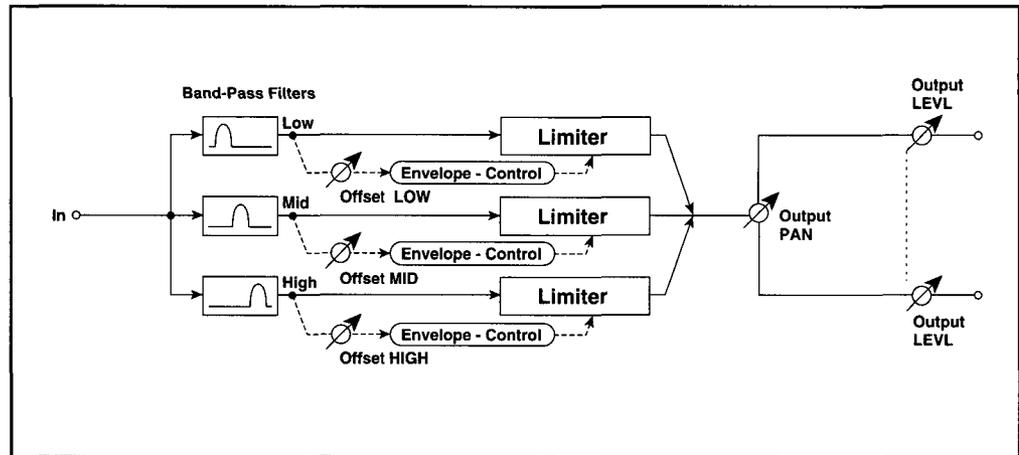 Band-Pass Filters
Output
LEVL
Low
Limiter
Envelope - Control
Offset LOW
In
Mid
Limiter
Output
PAN
Envelope - Control
Offset MID
High
Limiter
Output
LEVL
Envelope - Control
Offset HIGH